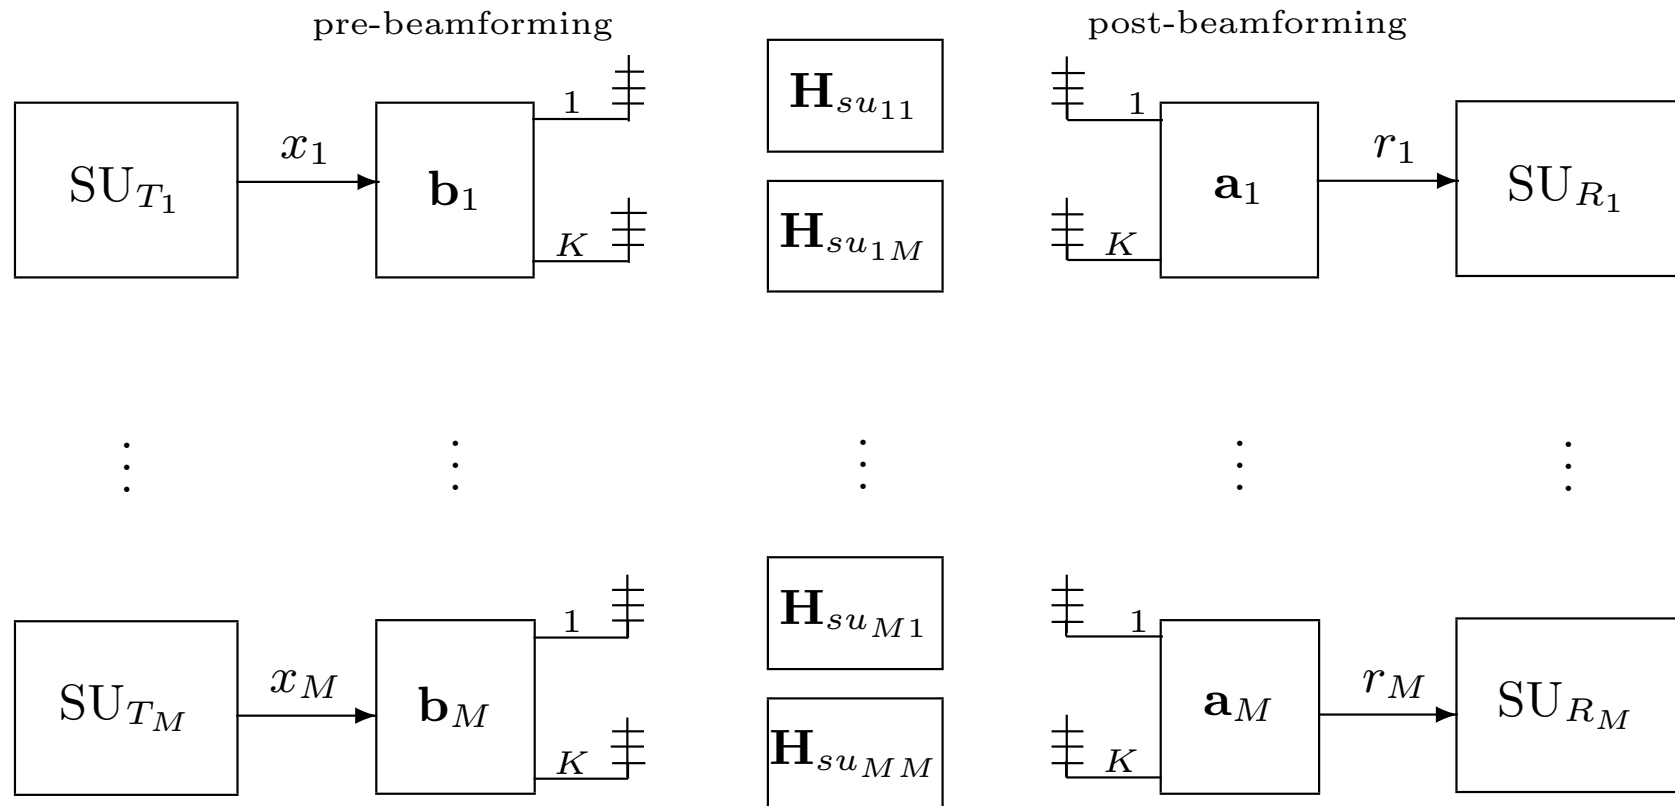 pre-beamforming post-beamforming
1 𝐇_{su_{11}} 1
SU_{T_1} x_1 𝐛_1 𝐚_1 r_1 SU_{R_1}
K 𝐇_{su_{1M}} K
⋮ ⋮ ⋮ ⋮ ⋮
1 𝐇_{su_{M1}} 1
SU_{T_M} x_M 𝐛_M 𝐚_M r_M SU_{R_M}
K 𝐇_{su_{MM}} K